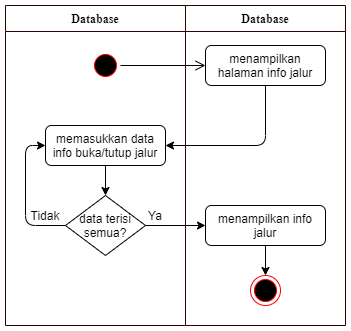 Database
Database
menampilkan
halaman info jalur
memasukkan data
info buka/tutup jalur
data terisi
semua?
Tidak
Ya
menampilkan info
jalur